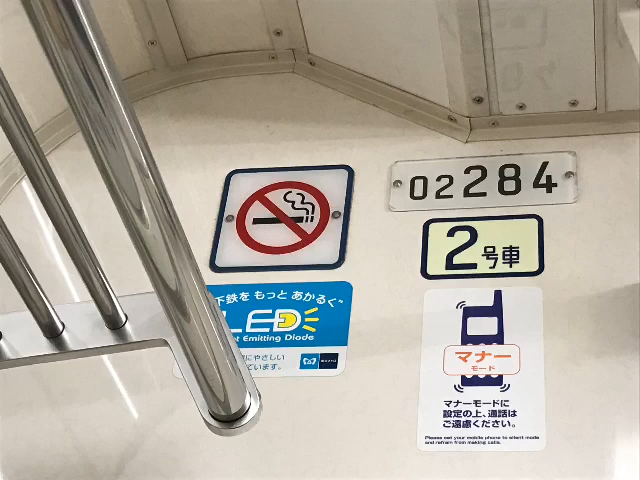 02284
2号車
下鉄を もっと あかるく"
LED
Emitting Diode
にやさしい
ています。
マナー
モード
マナーモードに
設定の上、通話は
ご遠慮ください。
Please set your mobile phone to silent mode
and refrain from making calls.